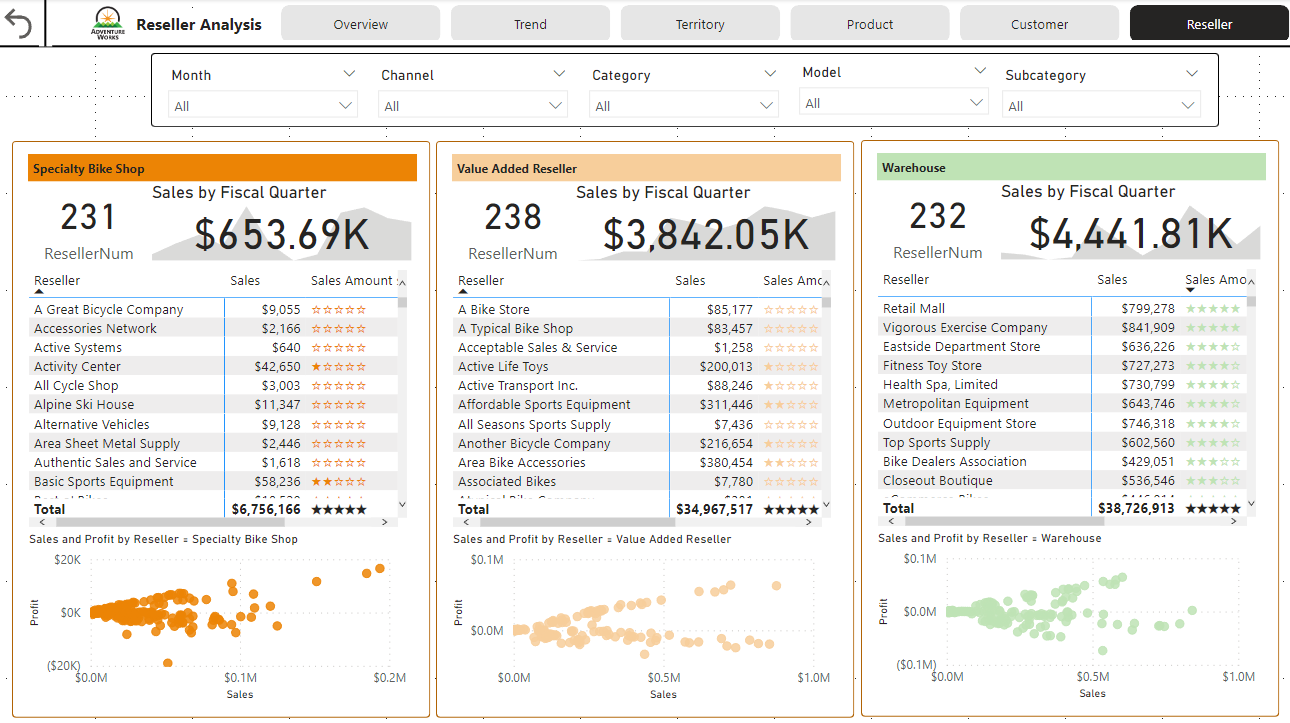 ADVENTURE WORKS
Reseller Analysis
Overview
Trend
Territory
Product
Customer
Reseller
Month
All
Channel
All
Category
All
Model
All
Subcategory
All
Specialty Bike Shop
Sales by Fiscal Quarter
231
ResellerNum
$653.69K
Reseller Sales Sales Amount
A Great Bicycle Company $9,055 ☆☆☆☆☆
Accessories Network $2,166 ☆☆☆☆☆
Active Systems $640 ☆☆☆☆☆
Activity Center $42,650 ★☆☆☆☆
All Cycle Shop $3,003 ☆☆☆☆☆
Alpine Ski House $11,347 ☆☆☆☆☆
Alternative Vehicles $9,128 ☆☆☆☆☆
Area Sheet Metal Supply $2,446 ☆☆☆☆☆
Authentic Sales and Service $1,618 ☆☆☆☆☆
Basic Sports Equipment $58,236 ★★☆☆☆
Total $6,756,166 ★★★★★
Sales and Profit by Reseller = Specialty Bike Shop
Profit
$20K
$0K
($20K)
$0.0M $0.1M $0.2M
Sales
Value Added Reseller
Sales by Fiscal Quarter
238
ResellerNum
$3,842.05K
Reseller Sales Sales Amo
A Bike Store $85,177 ☆☆☆☆☆
A Typical Bike Shop $83,457 ☆☆☆☆☆
Acceptable Sales & Service $1,258 ☆☆☆☆☆
Active Life Toys $200,013 ★☆☆☆☆
Active Transport Inc. $88,246 ★☆☆☆☆
Affordable Sports Equipment $311,446 ★★☆☆☆
All Seasons Sports Supply $7,436 ☆☆☆☆☆
Another Bicycle Company $216,654 ★☆☆☆☆
Area Bike Accessories $380,454 ★★☆☆☆
Associated Bikes $7,780 ☆☆☆☆☆
Total $34,967,517 ★★★★★
Sales and Profit by Reseller = Value Added Reseller
Profit
$0.1M
$0.0M
$0.0M $0.5M $1.0M
Sales
Warehouse
Sales by Fiscal Quarter
232
ResellerNum
$4,441.81K
Reseller Sales Sales Amo
Retail Mall $799,278 ★★★★★
Vigorous Exercise Company $841,909 ★★★★★
Eastside Department Store $636,226 ★★★★☆
Fitness Toy Store $727,273 ★★★★☆
Health Spa, Limited $730,799 ★★★★☆
Metropolitan Equipment $643,746 ★★★★☆
Outdoor Equipment Store $746,318 ★★★★☆
Top Sports Supply $602,560 ★★★★☆
Bike Dealers Association $429,051 ★★★☆☆
Closeout Boutique $536,546 ★★★☆☆
Total $38,726,913 ★★★★★
Sales and Profit by Reseller = Warehouse
Profit
$0.1M
$0.0M
($0.1M)
$0.0M $0.5M $1.0M
Sales